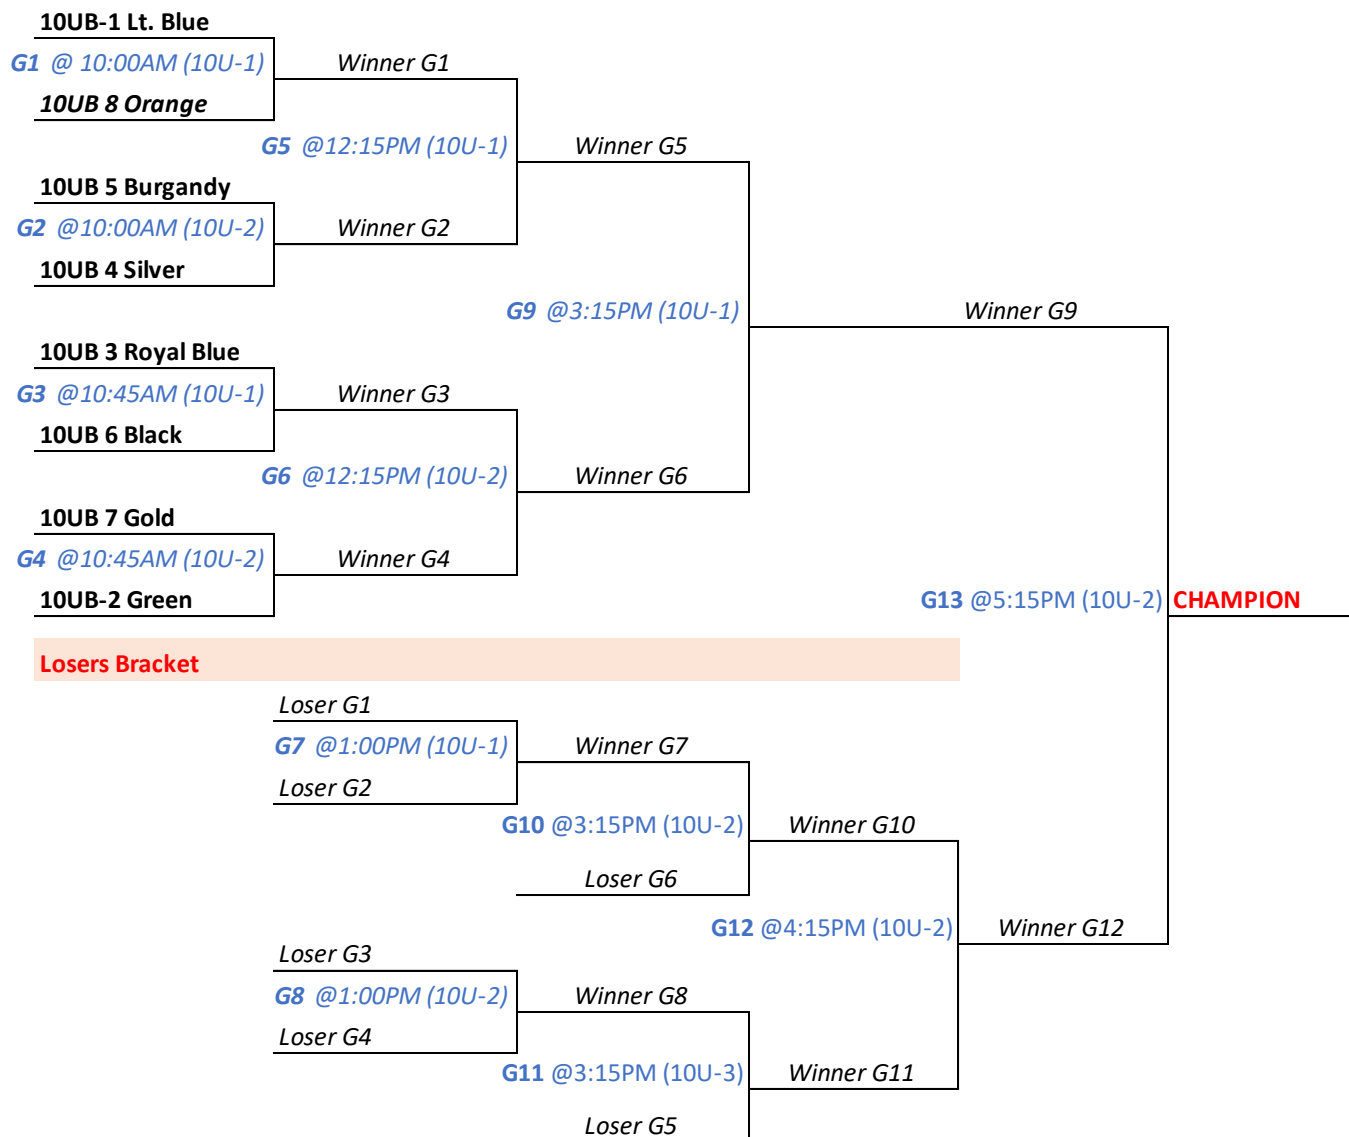 10UB-1 Lt. Blue
G1 @ 10:00AM (10U-1)
Winner G1
10UB 8 Orange
G5 @12:15PM (10U-1)
Winner G5
10UB 5 Burgandy
G2 @10:00AM (10U-2)
Winner G2
10UB 4 Silver
G9 @3:15PM (10U-1)
Winner G9
10UB 3 Royal Blue
G3 @10:45AM (10U-1)
Winner G3
10UB 6 Black
G6 @12:15PM (10U-2)
Winner G6
10UB 7 Gold
G4 @10:45AM (10U-2)
Winner G4
10UB-2 Green
G13 @5:15PM (10U-2)
CHAMPION
Losers Bracket
Loser G1
G7 @1:00PM (10U-1)
Winner G7
Loser G2
G10 @3:15PM (10U-2)
Winner G10
Loser G6
G12 @4:15PM (10U-2)
Winner G12
Loser G3
G8 @1:00PM (10U-2)
Winner G8
Loser G4
G11 @3:15PM (10U-3)
Winner G11
Loser G5